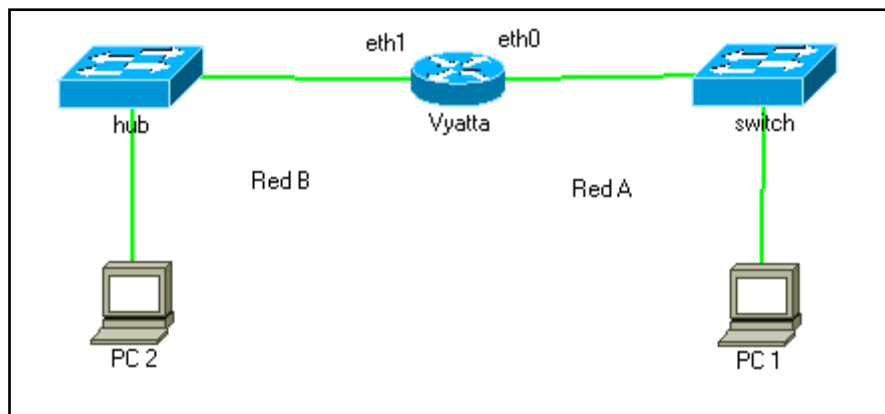 eth1
eth0
hub
Vyatta
switch
Red B
Red A
PC 2
PC 1